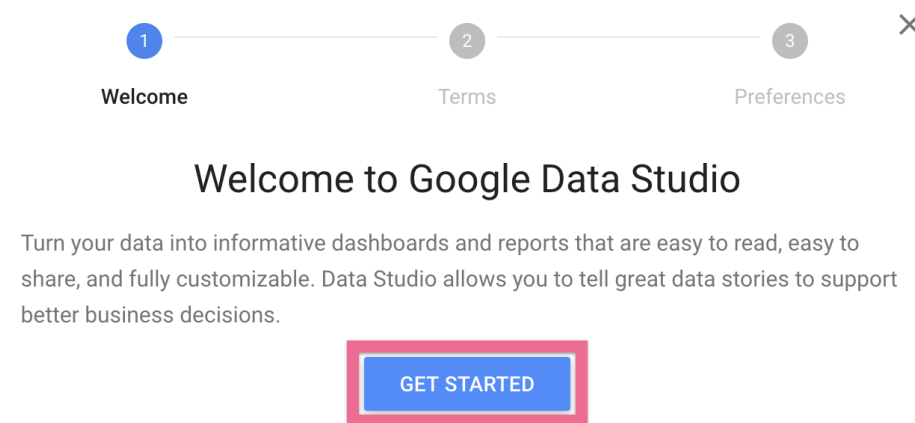 1
2
3
Welcome
Terms
Preferences
Welcome to Google Data Studio
Turn your data into informative dashboards and reports that are easy to read, easy to
share, and fully customizable. Data Studio allows you to tell great data stories to support
better business decisions.
GET STARTED